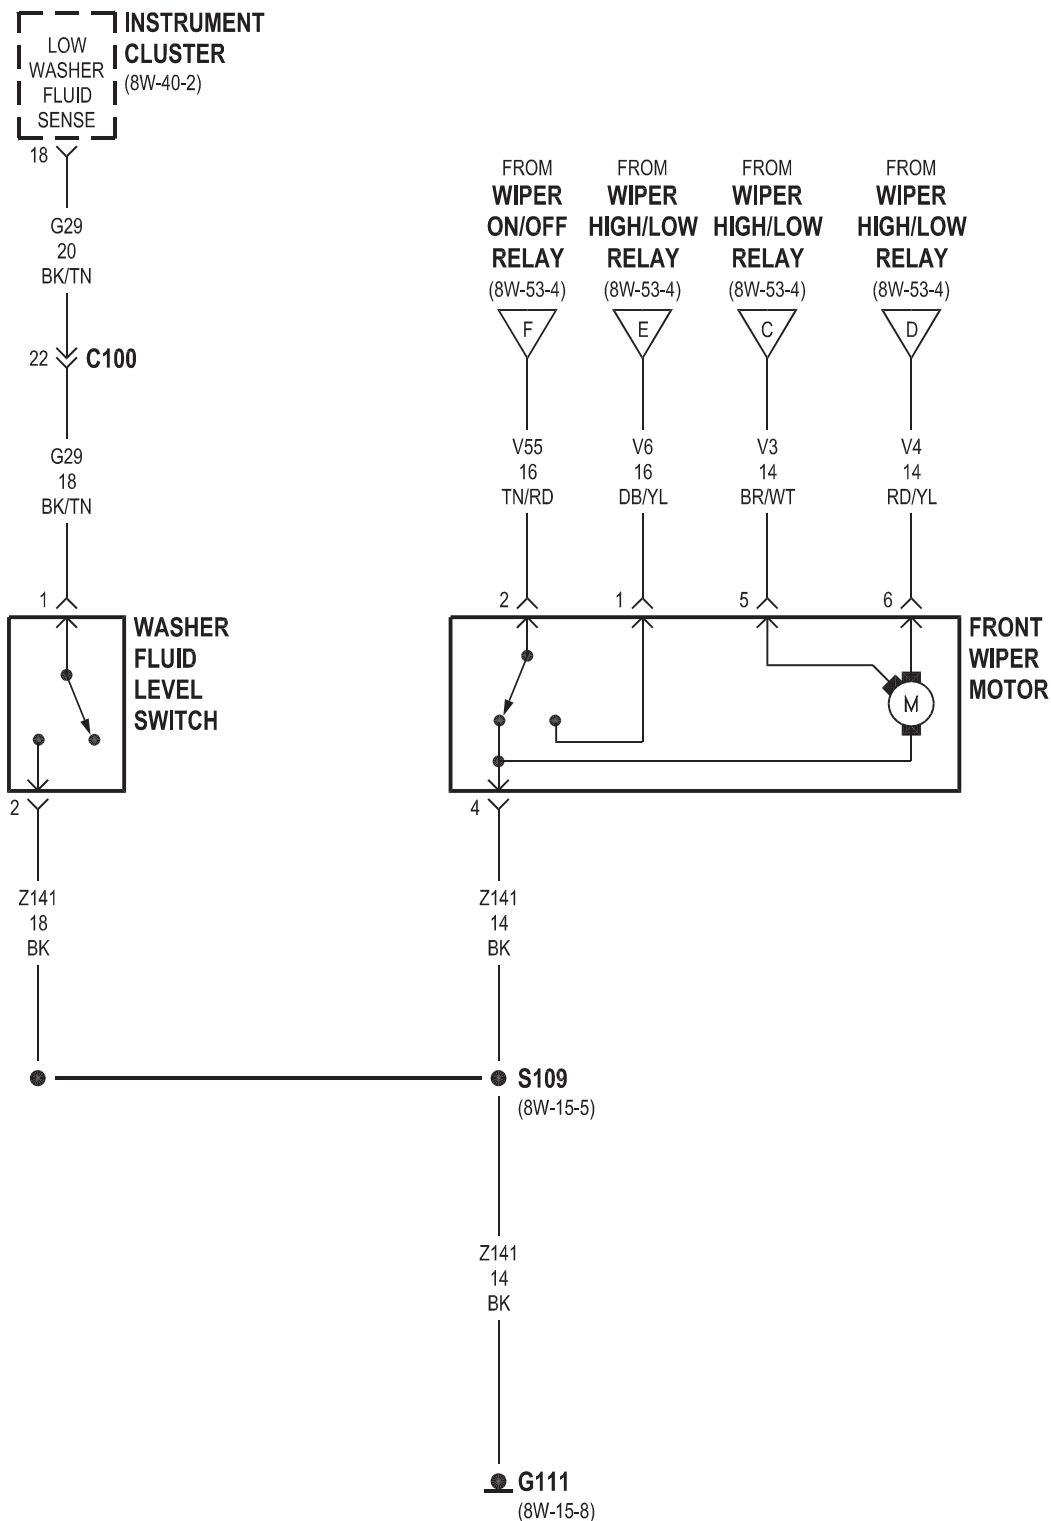 INSTRUMENT
CLUSTER
(8W-40-2)
LOW
WASHER
FLUID
SENSE
18
G29
20
BK/TN
22
C100
G29
18
BK/TN
1
WASHER
FLUID
LEVEL
SWITCH
2
Z141
18
BK
FROM
WIPER
ON/OFF
RELAY
(8W-53-4)
F
V55
16
TN/RD
2
FROM
WIPER
HIGH/LOW
RELAY
(8W-53-4)
E
V6
16
DB/YL
1
FROM
WIPER
HIGH/LOW
RELAY
(8W-53-4)
C
V3
14
BR/WT
5
FROM
WIPER
HIGH/LOW
RELAY
(8W-53-4)
D
V4
14
RD/YL
6
FRONT
WIPER
MOTOR
M
4
Z141
14
BK
S109
(8W-15-5)
Z141
14
BK
G111
(8W-15-8)